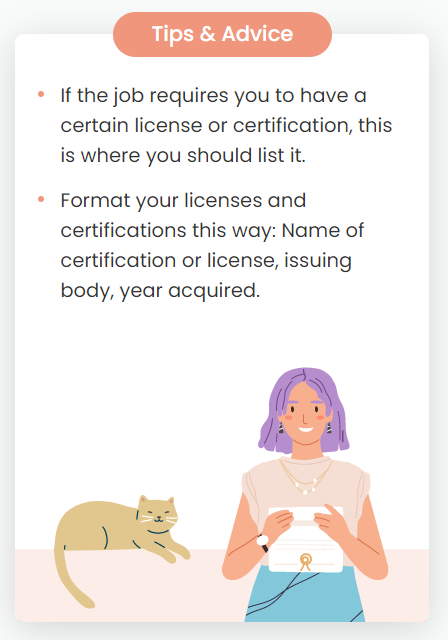 Tips & Advice
If the job requires you to have a
certain license or certification, this
is where you should list it.
Format your licenses and
certifications this way: Name of
certification or license, issuing
body, year acquired.